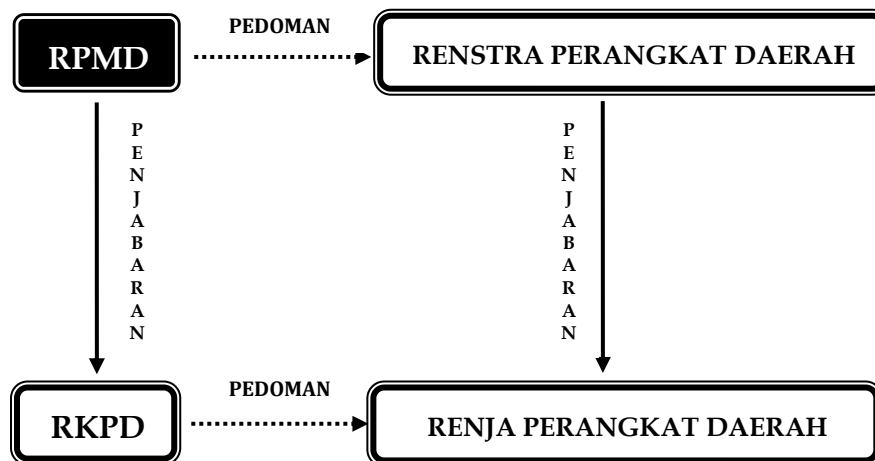 PEDOMAN
RPMD
RENSTRA PERANGKAT DAERAH
P
E
N
J
A
B
A
R
A
N
P
E
N
J
A
B
A
R
A
N
PEDOMAN
RKPD
RENJA PERANGKAT DAERAH